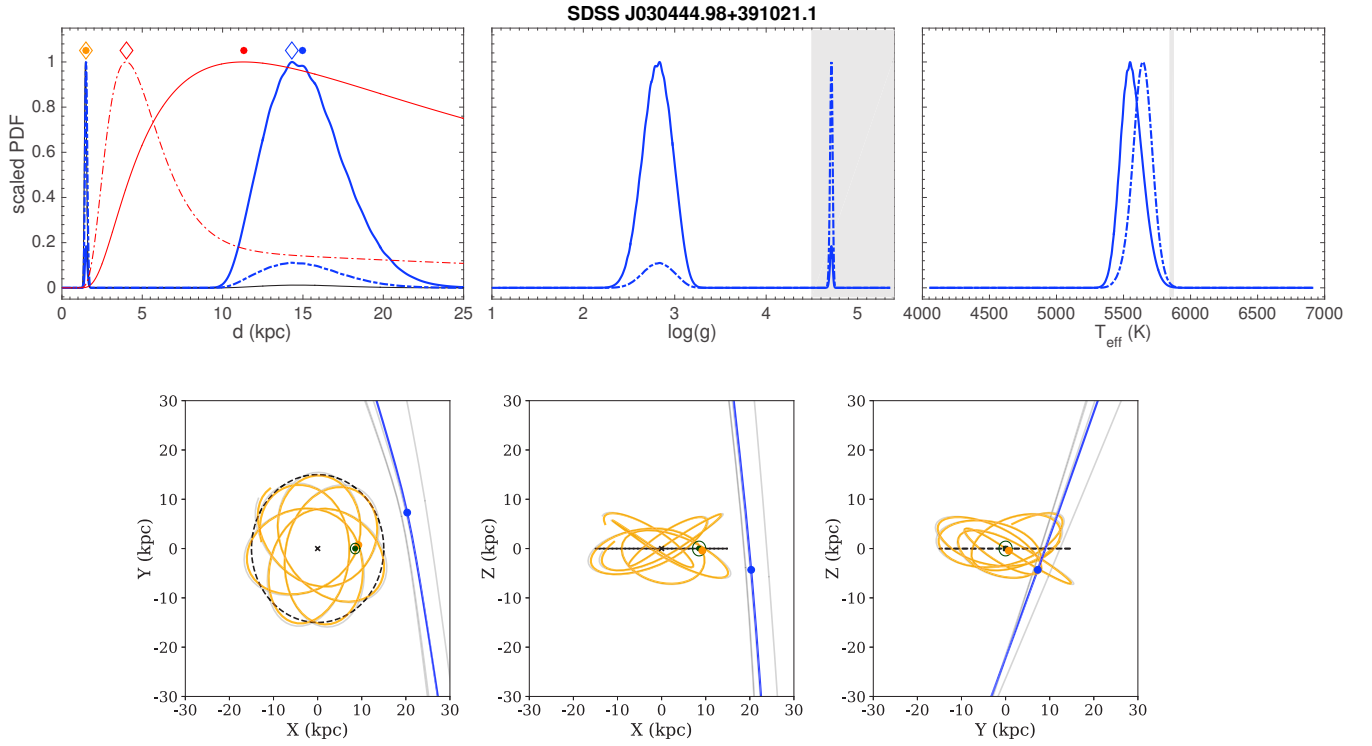 SDSS J030444.98+391021.1
scaled PDF
1
0.8
0.6
0.4
0.2
0
0 5 10 15 20 25
d (kpc)
1 2 3 4 5
log(g)
4000 4500 5000 5500 6000 6500 7000
T_eff (K)
Y (kpc)
30
20
10
0
-10
-20
-30
-30 -20 -10 0 10 20 30
X (kpc)
Z (kpc)
30
20
10
0
-10
-20
-30
-30 -20 -10 0 10 20 30
X (kpc)
Z (kpc)
30
20
10
0
-10
-20
-30
-30 -20 -10 0 10 20 30
Y (kpc)